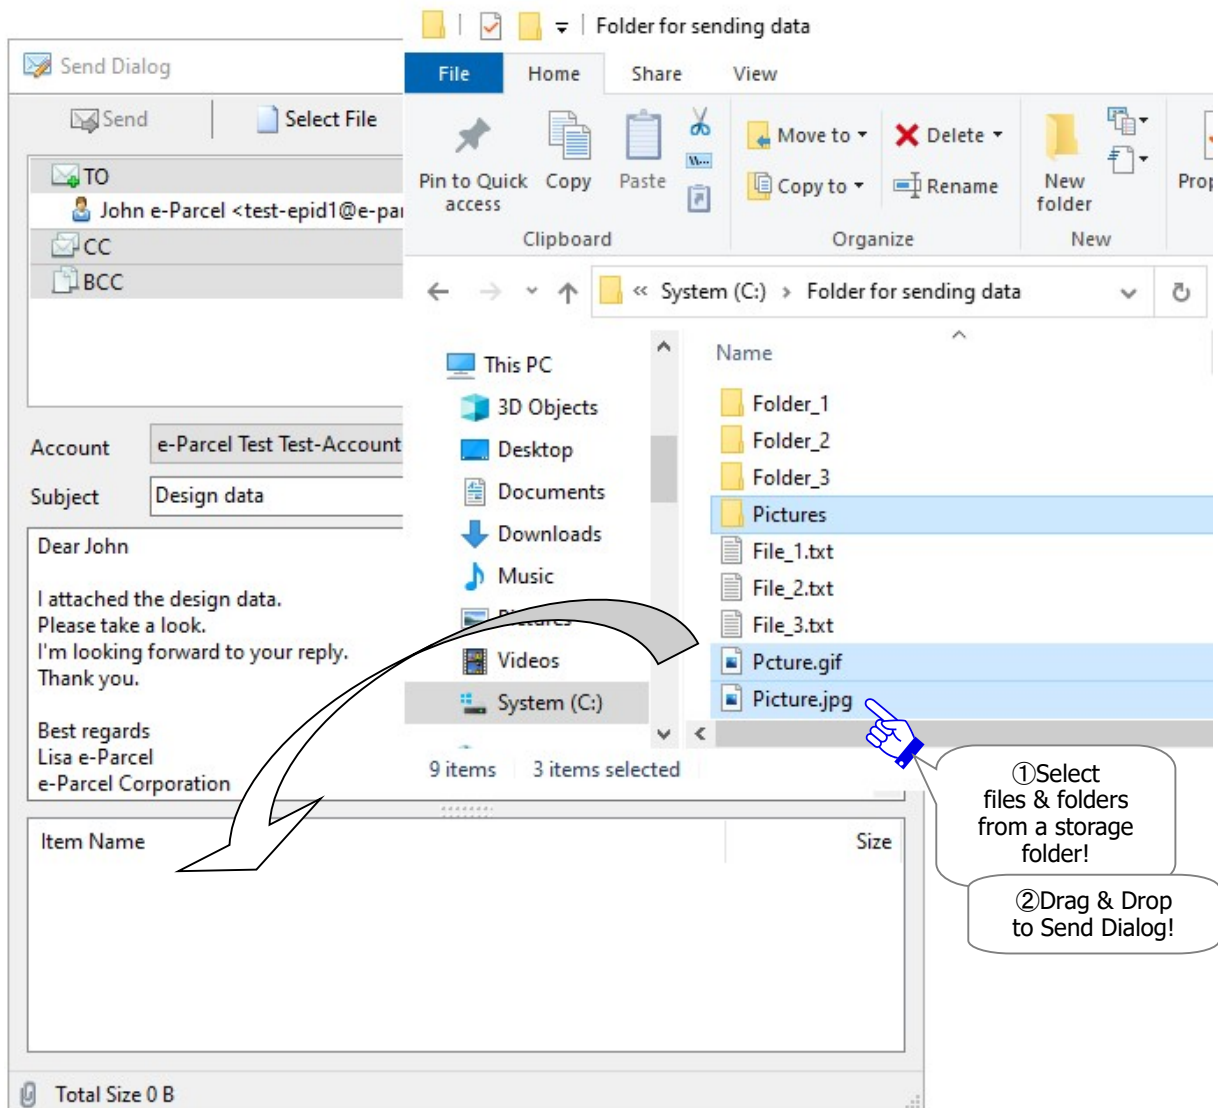 Folder for sending data
Send Dialog
File Home Share View
Send Select File
Move to Delete
Pin to Quick access Copy Paste
Copy to Rename
New folder
Prop
Clipboard Organize New
TO
John e-Parcel <test-epid1@e-par
CC
BCC
« System (C:) > Folder for sending data
This PC
3D Objects
Desktop
Documents
Downloads
Music
Pictures
Videos
System (C:)
Name
Folder_1
Folder_2
Folder_3
Pictures
File_1.txt
File_2.txt
File_3.txt
Pcture.gif
Picture.jpg
9 items 3 items selected
Account e-Parcel Test Test-Account
Subject Design data
Dear John
I attached the design data.
Please take a look.
I'm looking forward to your reply.
Thank you.
Best regards
Lisa e-Parcel
e-Parcel Corporation
Item Name Size
①Select
files & folders
from a storage
folder!
②Drag & Drop
to Send Dialog!
Total Size 0 B